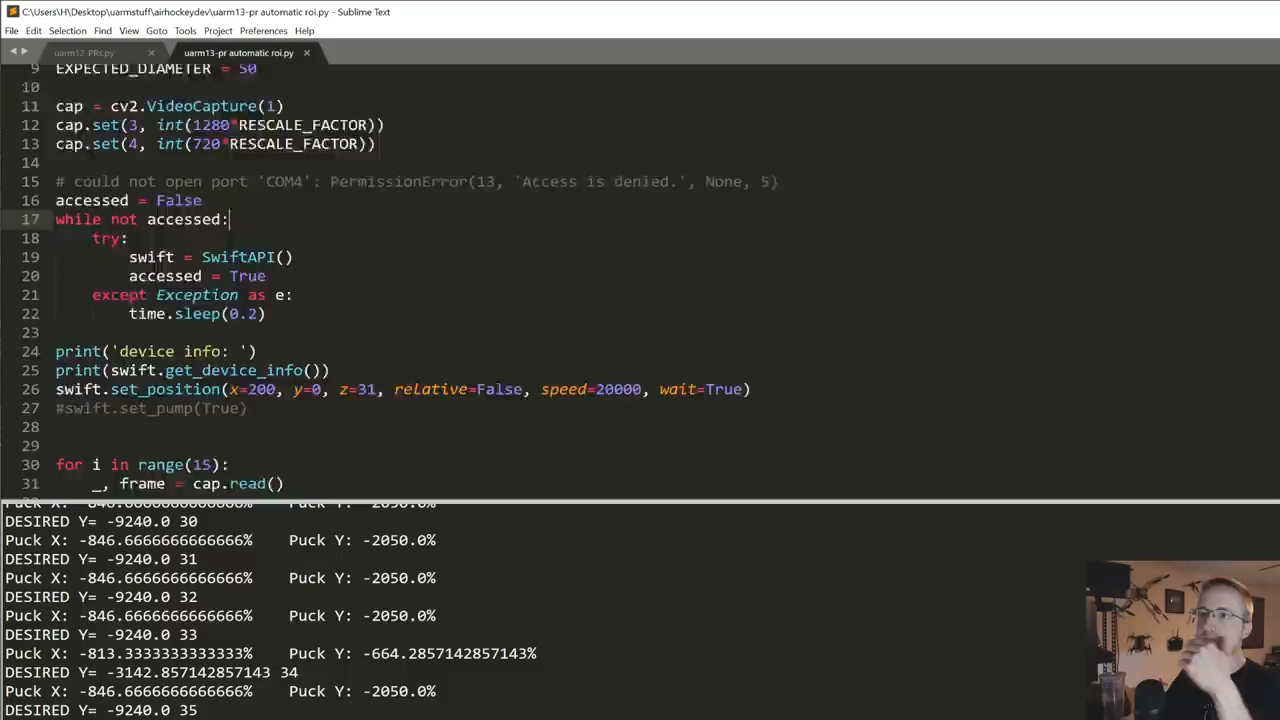 C:\Users\H\Desktop\uarmstuff\airhockeydev\uarm13-pr automatic roi.py - Sublime Text
File Edit Selection Find View Goto Tools Project Preferences Help
uarm12-PRs.py × uarm13-pr automatic roi.py ×
9 EXPECTED_DIAMETER = 50
10
11 cap = cv2.VideoCapture(1)
12 cap.set(3, int(1280*RESCALE_FACTOR))
13 cap.set(4, int(720*RESCALE_FACTOR))
14
15 # could not open port 'COM4': PermissionError(13, 'Access is denied.', None, 5)
16 accessed = False
17 while not accessed:
18 try:
19 swift = SwiftAPI()
20 accessed = True
21 except Exception as e:
22 time.sleep(0.2)
23
24 print('device info: ')
25 print(swift.get_device_info())
26 swift.set_position(x=200, y=0, z=31, relative=False, speed=20000, wait=True)
27 #swift.set_pump(True)
28
29
30 for i in range(15):
31 _, frame = cap.read()
Puck X: -846.6666666666666% Puck Y: -2050.0%
DESIRED Y= -9240.0 30
Puck X: -846.6666666666666% Puck Y: -2050.0%
DESIRED Y= -9240.0 31
Puck X: -846.6666666666666% Puck Y: -2050.0%
DESIRED Y= -9240.0 32
Puck X: -846.6666666666666% Puck Y: -2050.0%
DESIRED Y= -9240.0 33
Puck X: -813.3333333333333% Puck Y: -664.2857142857143%
DESIRED Y= -3142.857142857143 34
Puck X: -846.6666666666666% Puck Y: -2050.0%
DESIRED Y= -9240.0 35